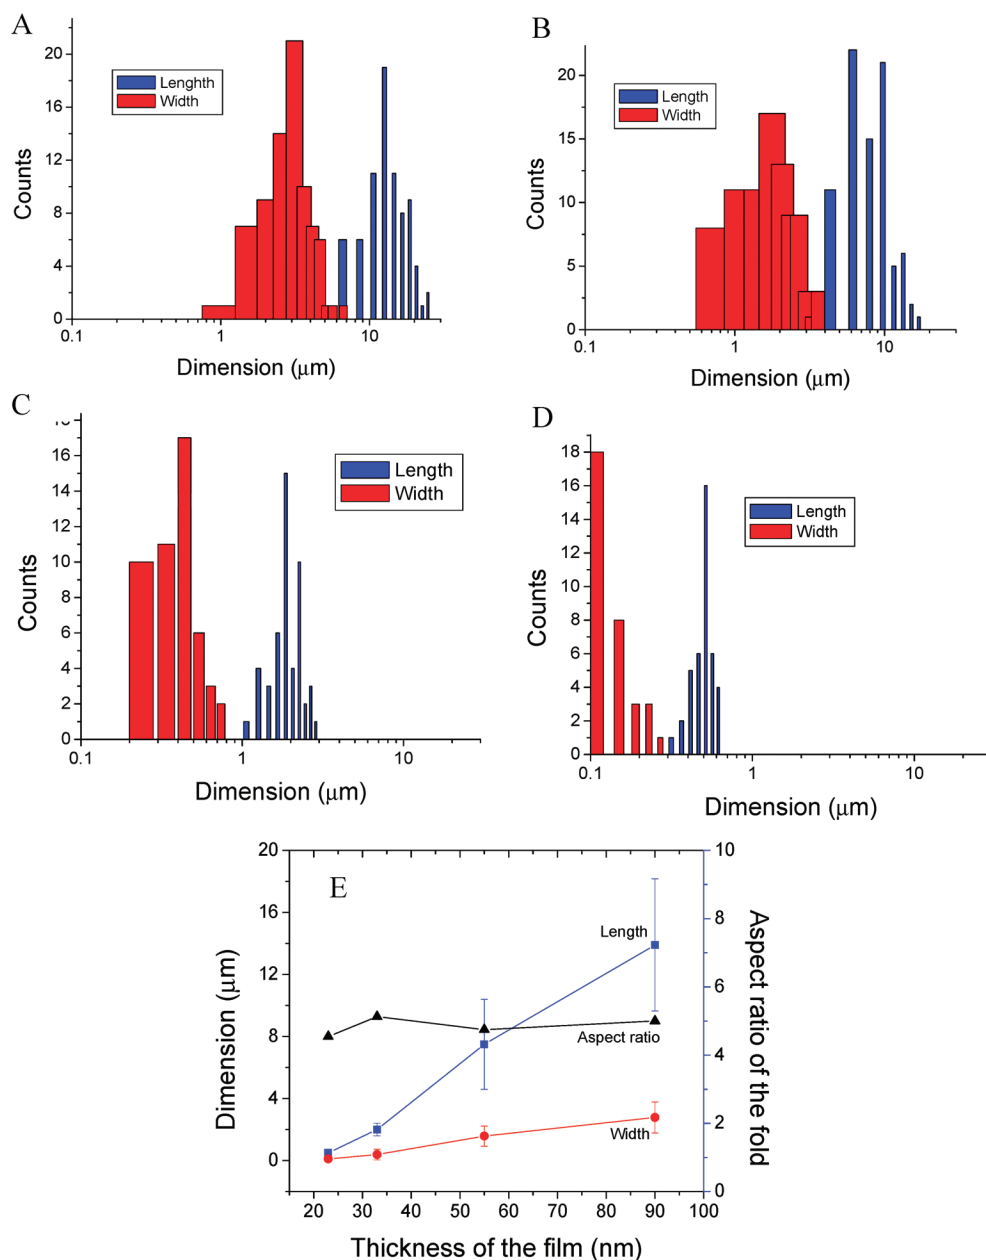 A
20
16
12
8
4
0
Counts
Lenghth
Width
0.1
1
10
Dimension (μm)
B
20
15
10
5
0
Counts
Length
Width
0.1
1
10
Dimension (μm)
C
16
14
12
10
8
6
4
2
0
Counts
Length
Width
0.1
1
10
Dimension (μm)
D
18
16
14
12
10
8
6
4
2
0
Counts
Length
Width
0.1
1
10
Dimension (μm)
E
20
16
12
8
4
0
Dimension (μm)
10
8
6
4
2
0
Aspect ratio of the fold
Length
Aspect ratio
Width
20 30 40 50 60 70 80 90 100
Thickness of the film (nm)